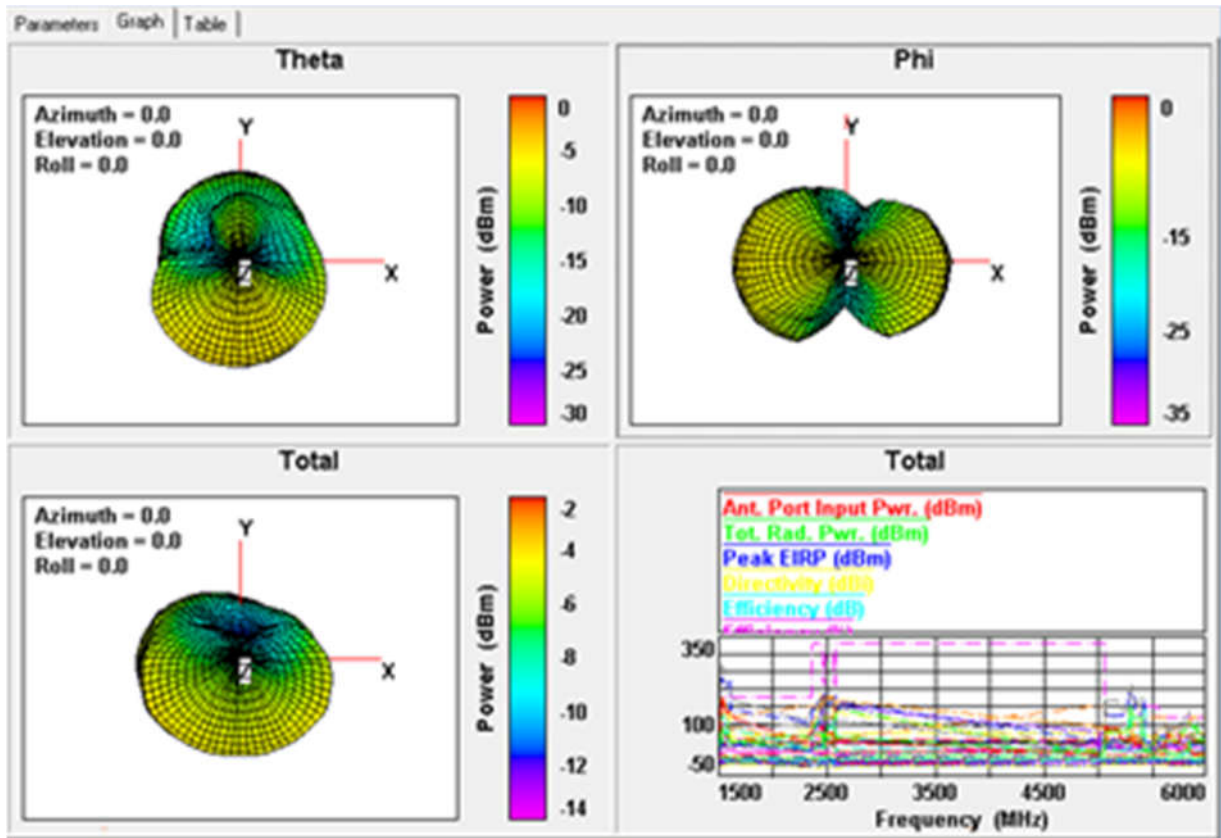 Parameters Graph Table
Theta
Azimuth = 0.0
Elevation = 0.0
Roll = 0.0
Y
X
Z
Power (dBm)
0
-5
-10
-15
-20
-25
-30
Phi
Azimuth = 0.0
Elevation = 0.0
Roll = 0.0
Y
X
Z
Power (dBm)
0
-15
-25
-35
Total
Azimuth = 0.0
Elevation = 0.0
Roll = 0.0
Y
X
Z
Power (dBm)
-2
-4
-6
-8
-10
-12
-14
Total
Ant. Port Input Pwr. (dBm)
Tot. Rad. Pwr. (dBm)
Peak EIRP (dBm)
Directivity (dBi)
Efficiency (dB)
350
100
-50
1500 2500 3500 4500 6000
Frequency (MHz)